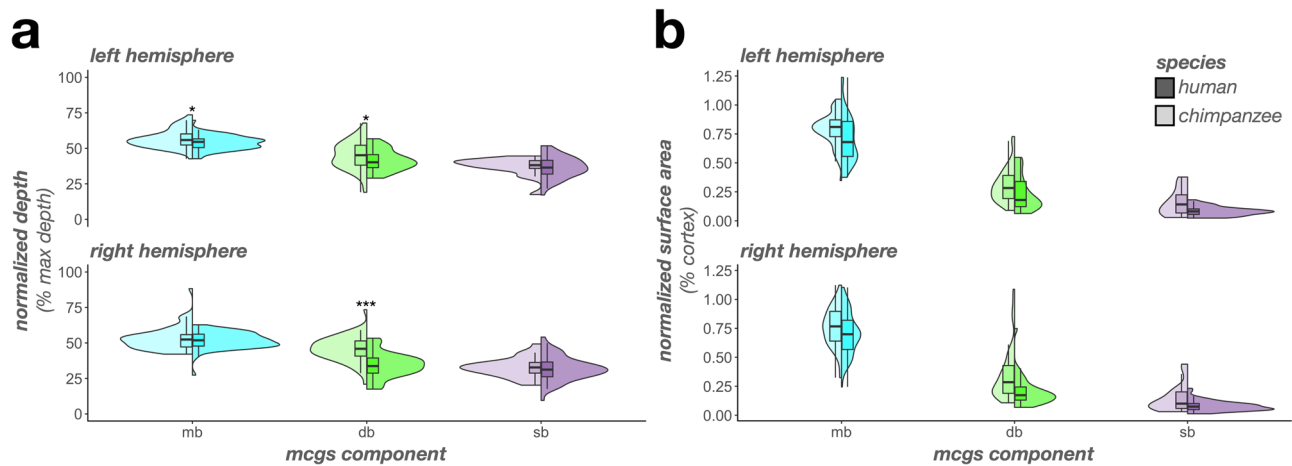 a
left hemisphere
100
75
50
25
0
*
*
right hemisphere
100
75
50
25
0
***
normalized depth
(% max depth)
mb
db
sb
mcgs component
b
left hemisphere
1.25
1.00
0.75
0.50
0.25
0.00
right hemisphere
1.25
1.00
0.75
0.50
0.25
0.00
normalized surface area
(% cortex)
mb
db
sb
mcgs component
species
human
chimpanzee